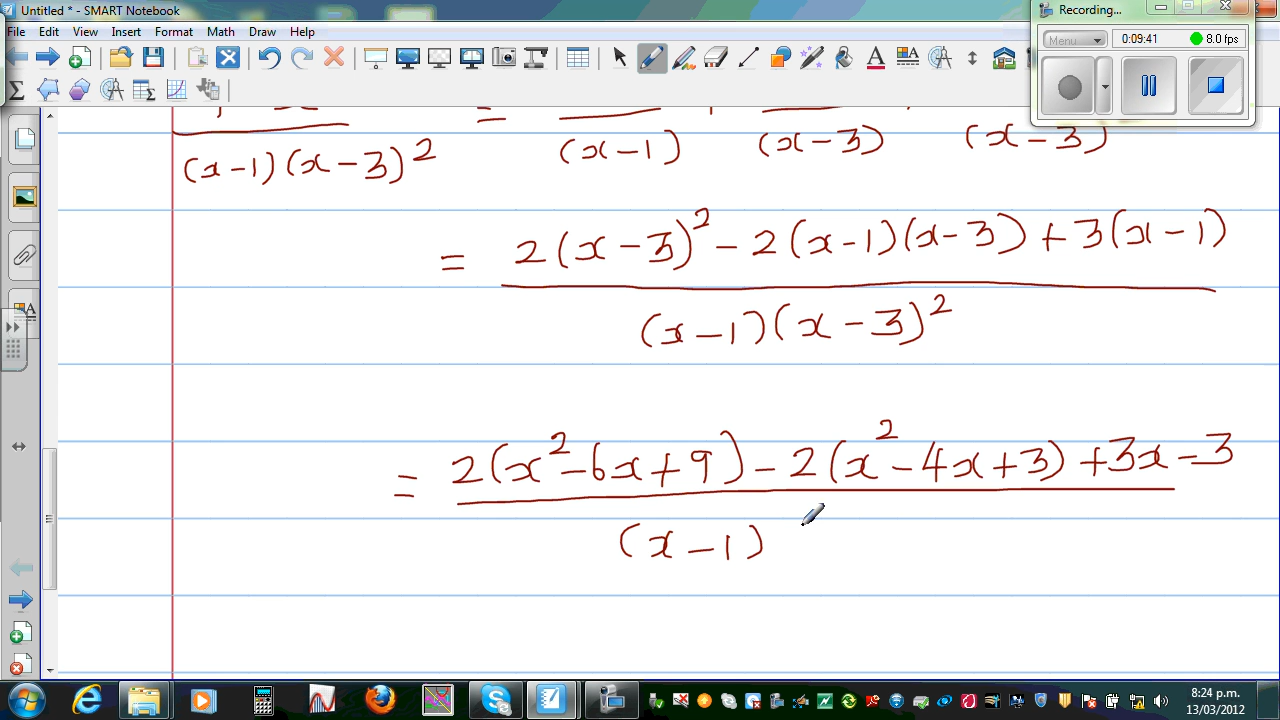 Untitled * - SMART Notebook
Recording...
File Edit View Insert Format Math Draw Help
Menu 0:09:41 8.0 fps
(x-1)(x-3)² = (x-1) (x-3) (x-3)
= 2(x-3)² - 2(x-1)(x-3) + 3(x-1)
(x-1)(x-3)²
= 2(x²-6x+9) - 2(x²-4x+3) + 3x - 3
(x-1)
8:24 p.m.
13/03/2012